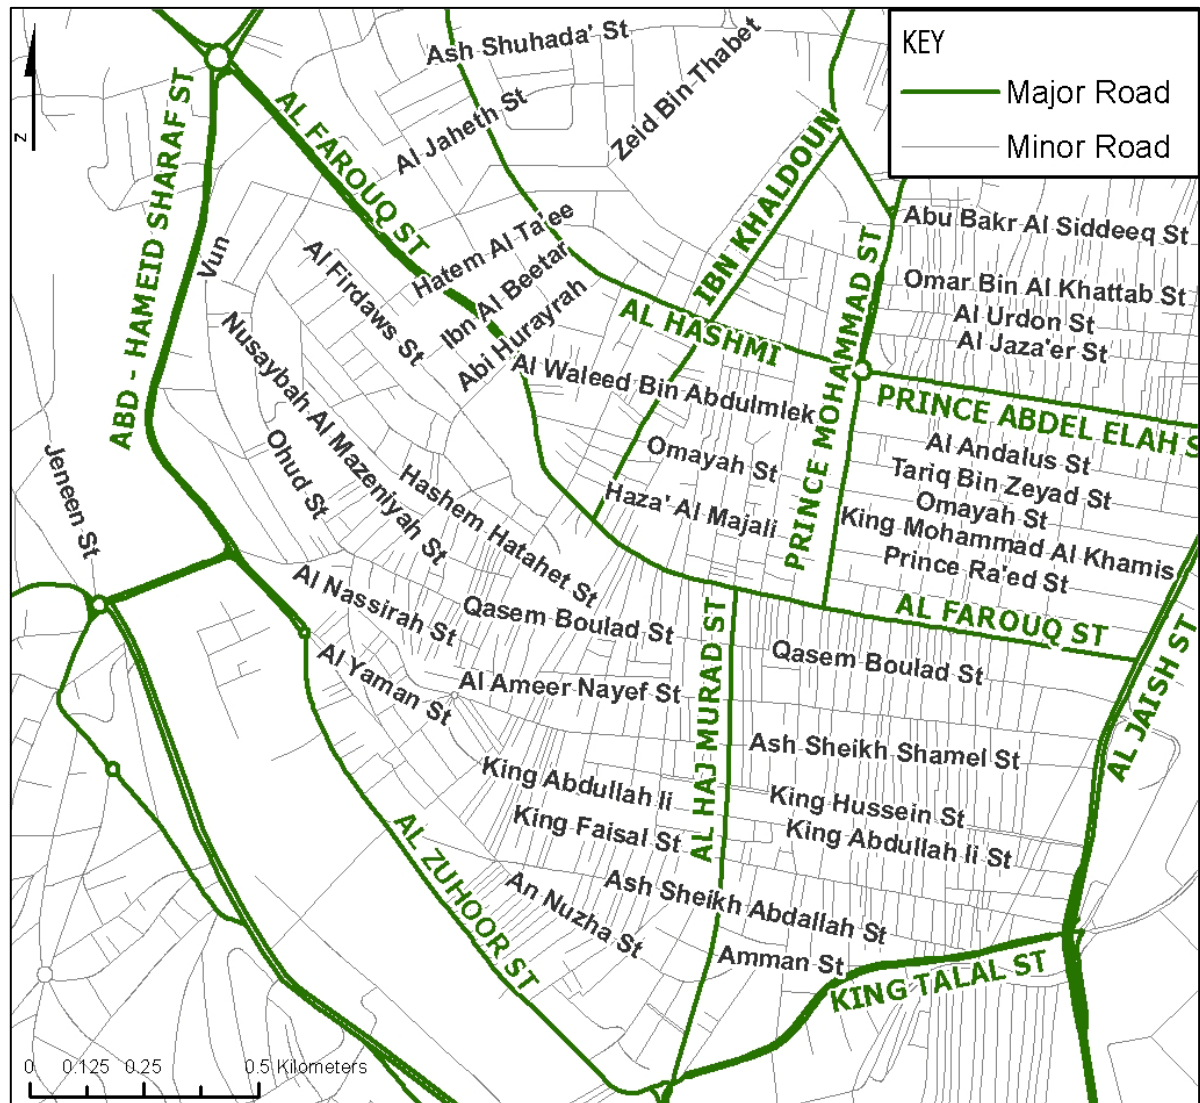 KEY
Major Road
Minor Road
Z
Ash Shuhada' St
Zeid Bin Thabet
Al Jaheth St
AL FAROUQ ST
ABD - HAMEID SHARAF ST
IBN KHALDOUN
Abu Bakr Al Siddeeq St
Hatem Al Ta'ee
Vun
Al Firdaws St
Ibn Al Beetar
Abi Hurayrah
PRINCE MOHAMMAD ST
Omar Bin Al Khattab St
Al Urdon St
Al Jaza'er St
AL HASHMI
Nusaybah Al Mazeniyah St
Al Waleed Bin Abdulmlek
PRINCE ABDEL ELAH S
Ohud St
Jeneen St
Omayah St
Al Andalus St
Tariq Bin Zeyad St
Omayah St
Hashem Hatahet St
Haza' Al Majali
King Mohammad Al Khamis
Prince Ra'ed St
Al Nassirah St
Qasem Boulad St
AL FAROUQ ST
Al Yaman St
Qasem Boulad St
AL HAJ MURAD ST
AL JAISH ST
Al Ameer Nayef St
Ash Sheikh Shamel St
King Abdullah Ii
King Hussein St
King Faisal St
King Abdullah Ii St
AL ZUHOOR ST
An Nuzha St
Ash Sheikh Abdallah St
Amman St
KING TALAL ST
0 0.125 0.25 0.5 Kilometers